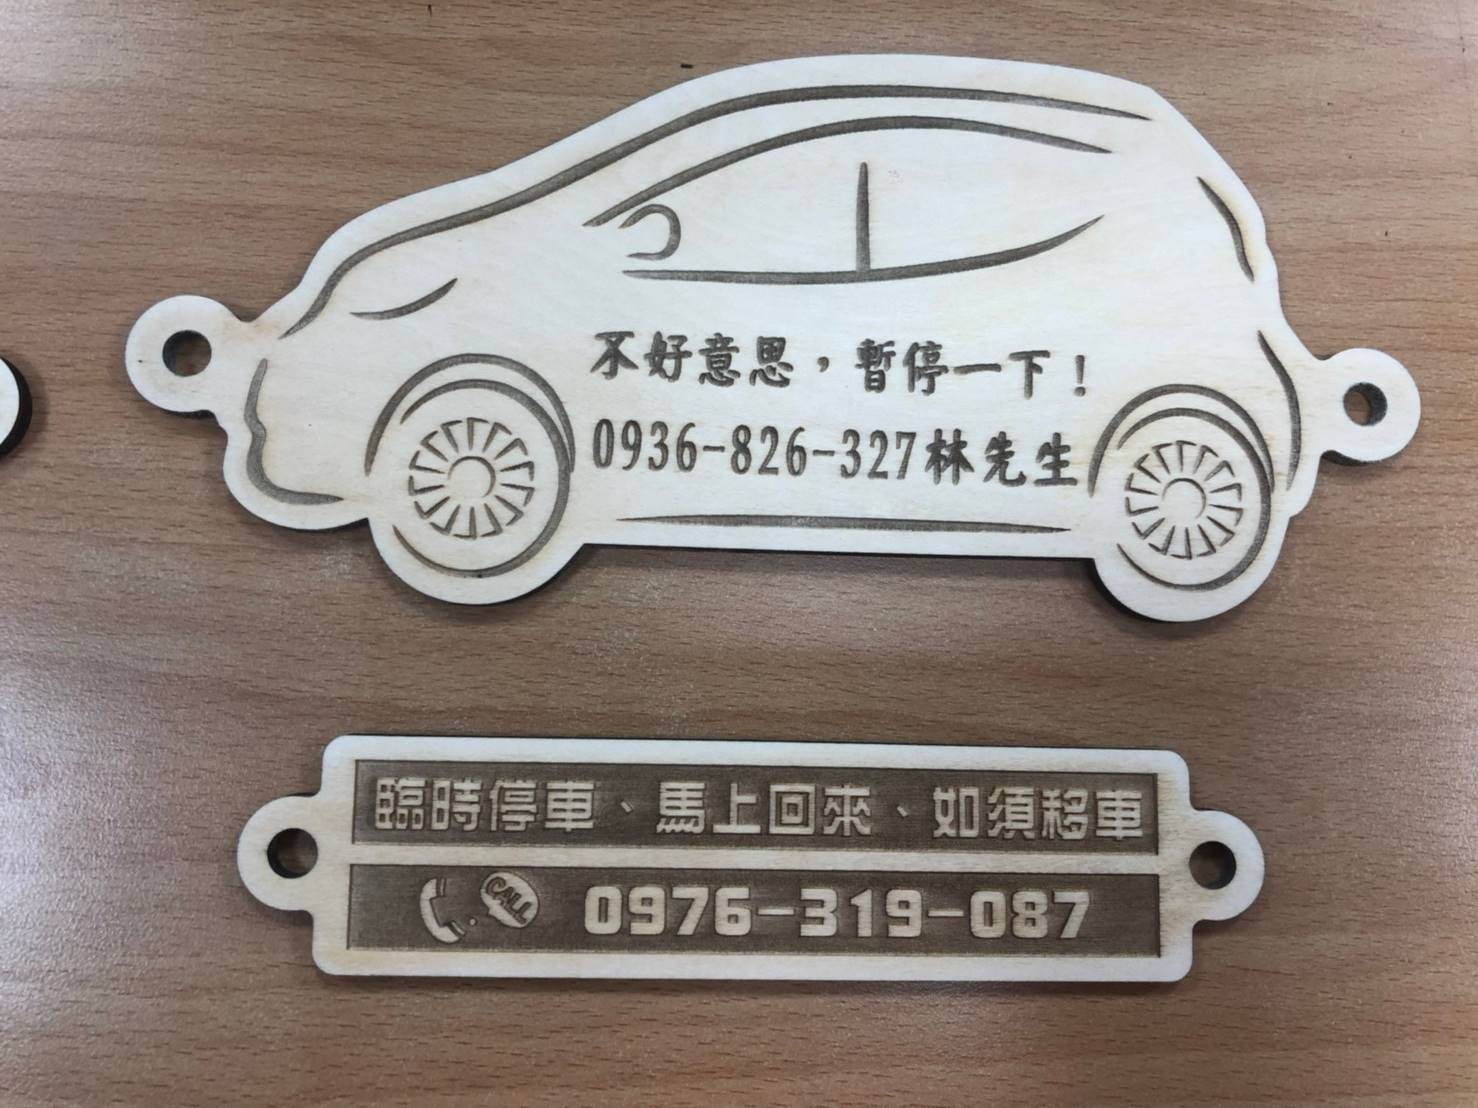 不好意思，暫停一下！
0936-826-327林先生
臨時停車、馬上回來、如須移車
CALL 0976-319-087